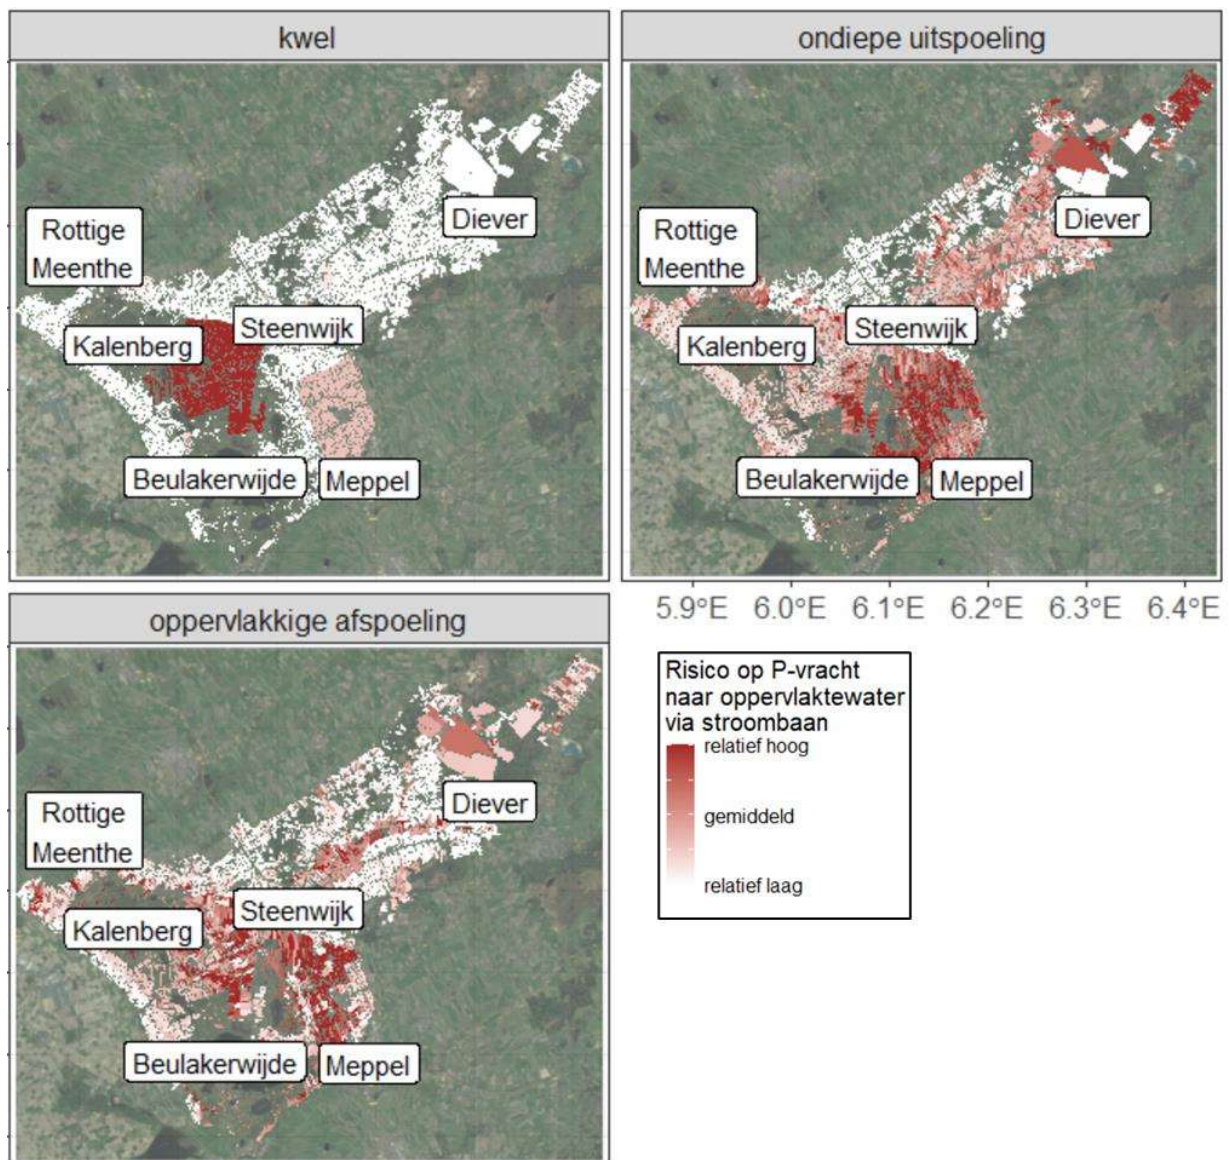 kwel
Rottige
Meenthe
Diever
Steenwijk
Kalenberg
Beulakerwijde
Meppel
ondiepe uitspoeling
Rottige
Meenthe
Diever
Steenwijk
Kalenberg
Beulakerwijde
Meppel
5.9°E 6.0°E 6.1°E 6.2°E 6.3°E 6.4°E
oppervlakkige afspoeling
Rottige
Meenthe
Diever
Steenwijk
Kalenberg
Beulakerwijde
Meppel
Risico op P-vracht
naar oppervlaktewater
via stroombaan
relatief hoog
gemiddeld
relatief laag